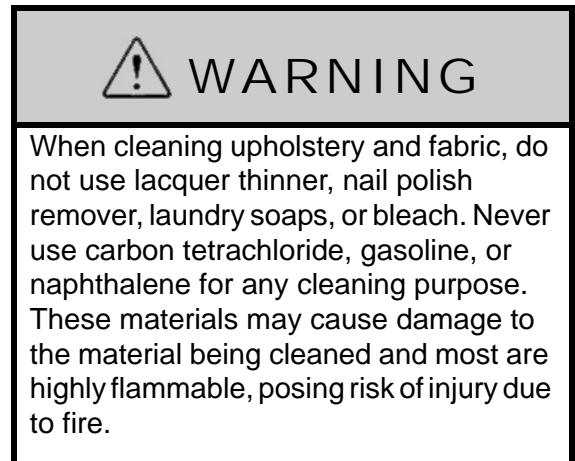 WARNING
When cleaning upholstery and fabric, do
not use lacquer thinner, nail polish
remover, laundry soaps, or bleach. Never
use carbon tetrachloride, gasoline, or
naphthalene for any cleaning purpose.
These materials may cause damage to
the material being cleaned and most are
highly flammable, posing risk of injury due
to fire.